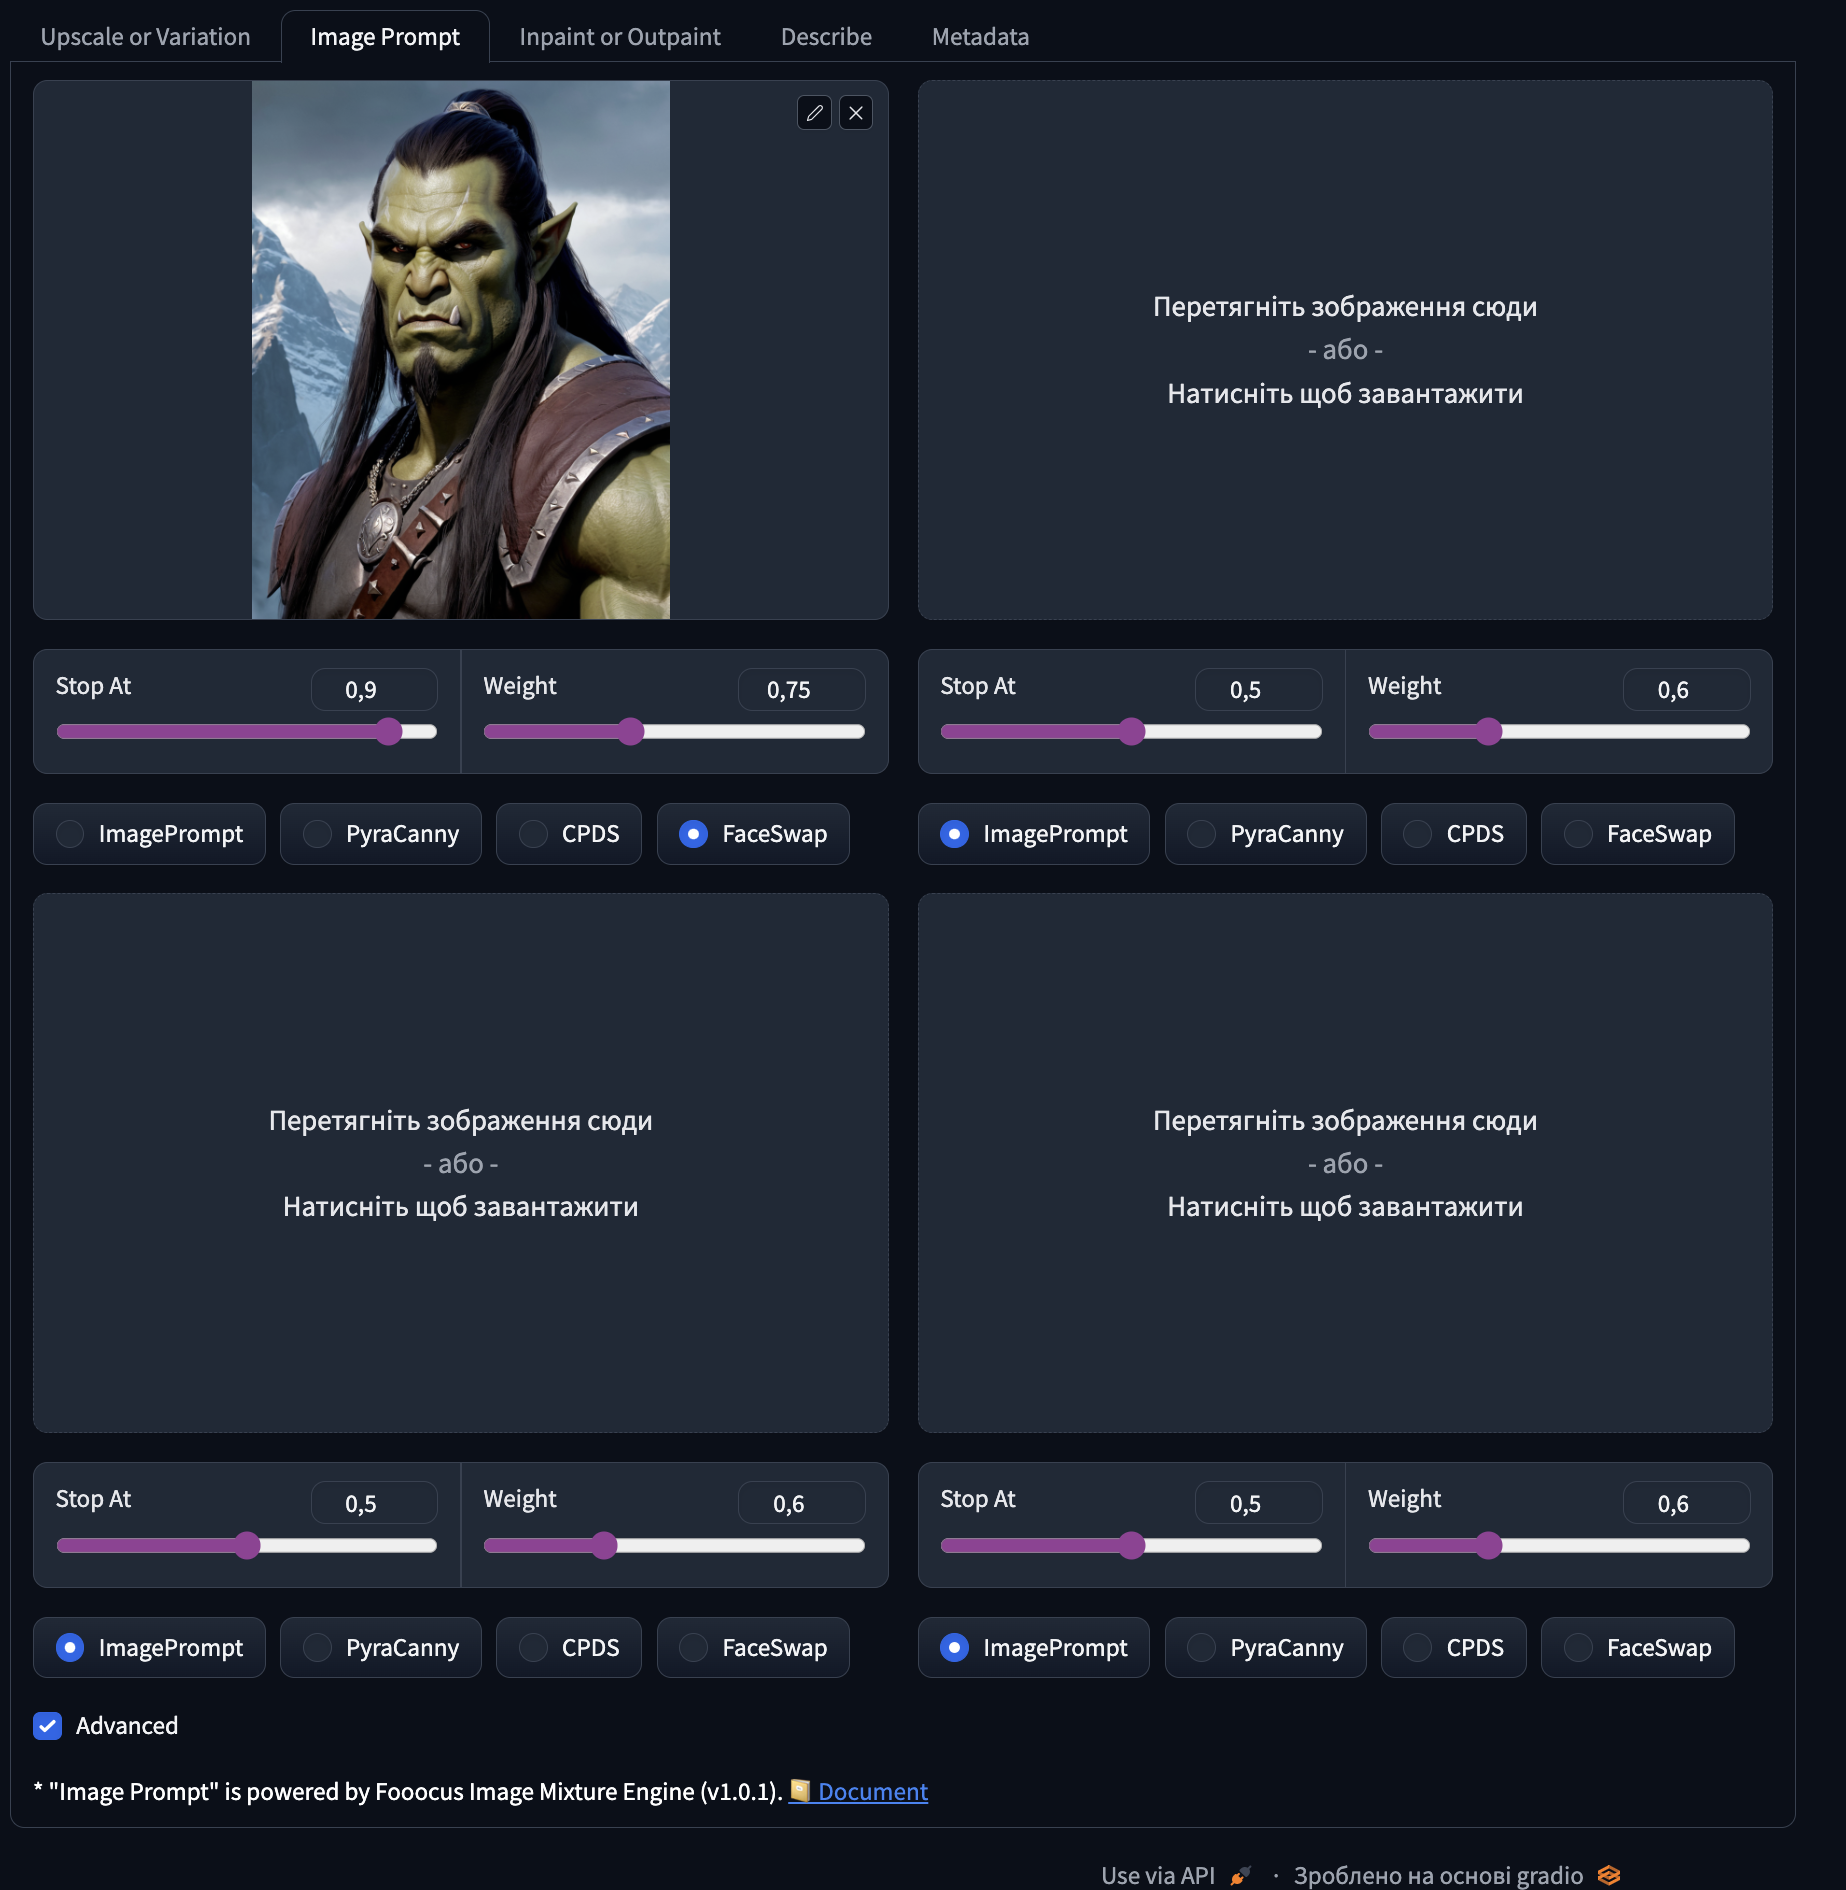 Upscale or Variation
Image Prompt
Inpaint or Outpaint
Describe
Metadata
Перетягніть зображення сюди
- або -
Натисніть щоб завантажити
Stop At
0,9
Weight
0,75
Stop At
0,5
Weight
0,6
ImagePrompt
PyraCanny
CPDS
FaceSwap
ImagePrompt
PyraCanny
CPDS
FaceSwap
Перетягніть зображення сюди
- або -
Натисніть щоб завантажити
Перетягніть зображення сюди
- або -
Натисніть щоб завантажити
Stop At
0,5
Weight
0,6
Stop At
0,5
Weight
0,6
ImagePrompt
PyraCanny
CPDS
FaceSwap
ImagePrompt
PyraCanny
CPDS
FaceSwap
Advanced
* "Image Prompt" is powered by Fooocus Image Mixture Engine (v1.0.1). Document
Use via API · Зроблено на основі gradio